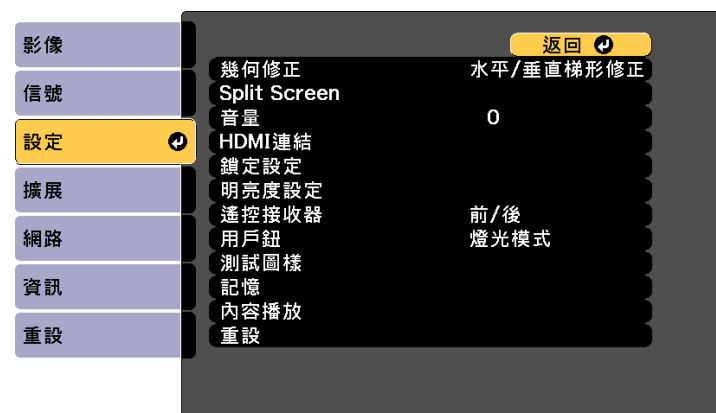 影像
信號
設定
擴展
網路
資訊
重設
返回
幾何修正 水平/垂直梯形修正
Split Screen
音量 0
HDMI連結
鎖定設定
明亮度設定
遙控接收器 前/後
用戶鈕 燈光模式
測試圖樣
記憶
內容播放
重設